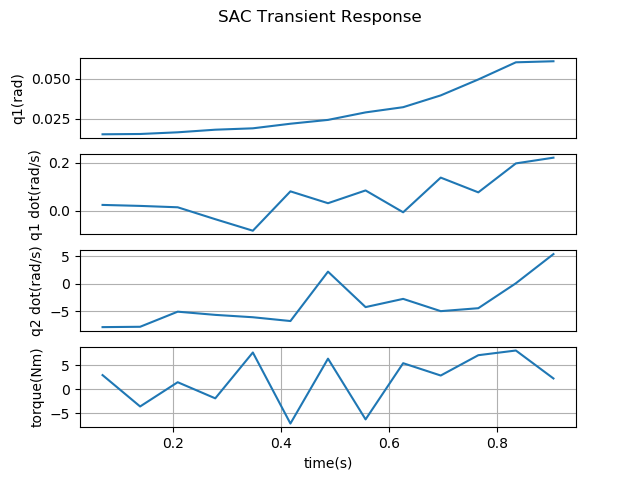 SAC Transient Response
q1(rad)
0.050
0.025
q1 dot(rad/s)
0.2
0.0
q2 dot(rad/s)
5
0
−5
torque(Nm)
5
0
−5
0.2 0.4 0.6 0.8
time(s)